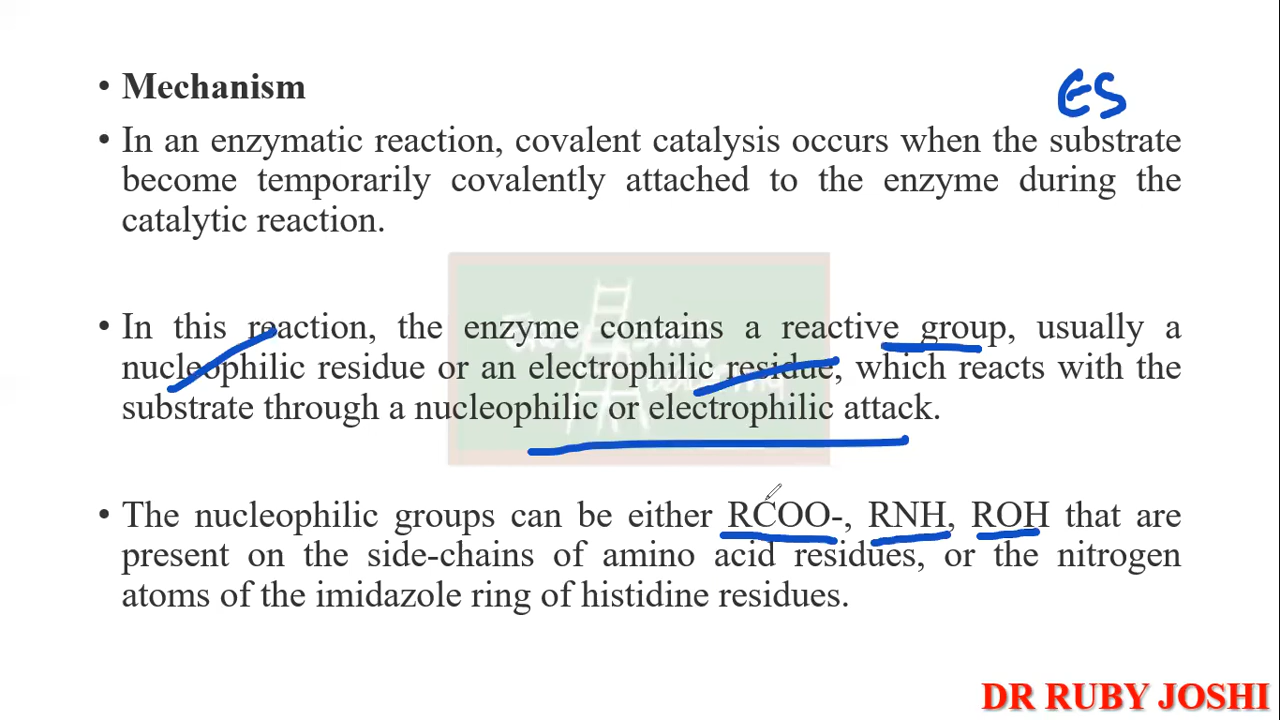 • Mechanism
ES
• In an enzymatic reaction, covalent catalysis occurs when the substrate
become temporarily covalently attached to the enzyme during the
catalytic reaction.
• In this reaction, the enzyme contains a reactive group, usually a
nucleophilic residue or an electrophilic residue, which reacts with the
substrate through a nucleophilic or electrophilic attack.
• The nucleophilic groups can be either RCOO-, RNH, ROH that are
present on the side-chains of amino acid residues, or the nitrogen
atoms of the imidazole ring of histidine residues.
DR RUBY JOSHI